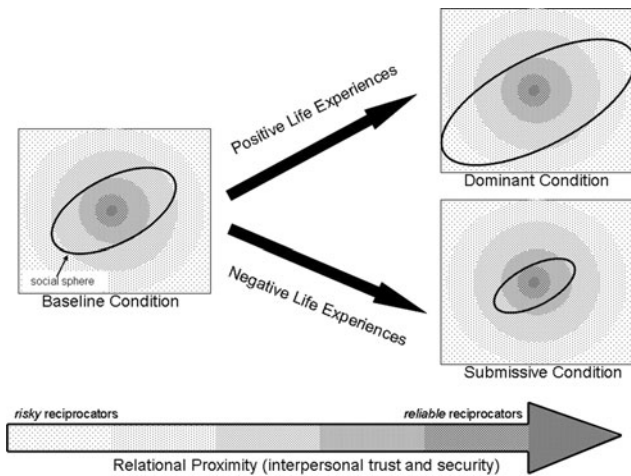 Positive Life Experiences
Dominant Condition
social sphere
Baseline Condition
Negative Life Experiences
Submissive Condition
risky reciprocators
reliable reciprocators
Relational Proximity (interpersonal trust and security)